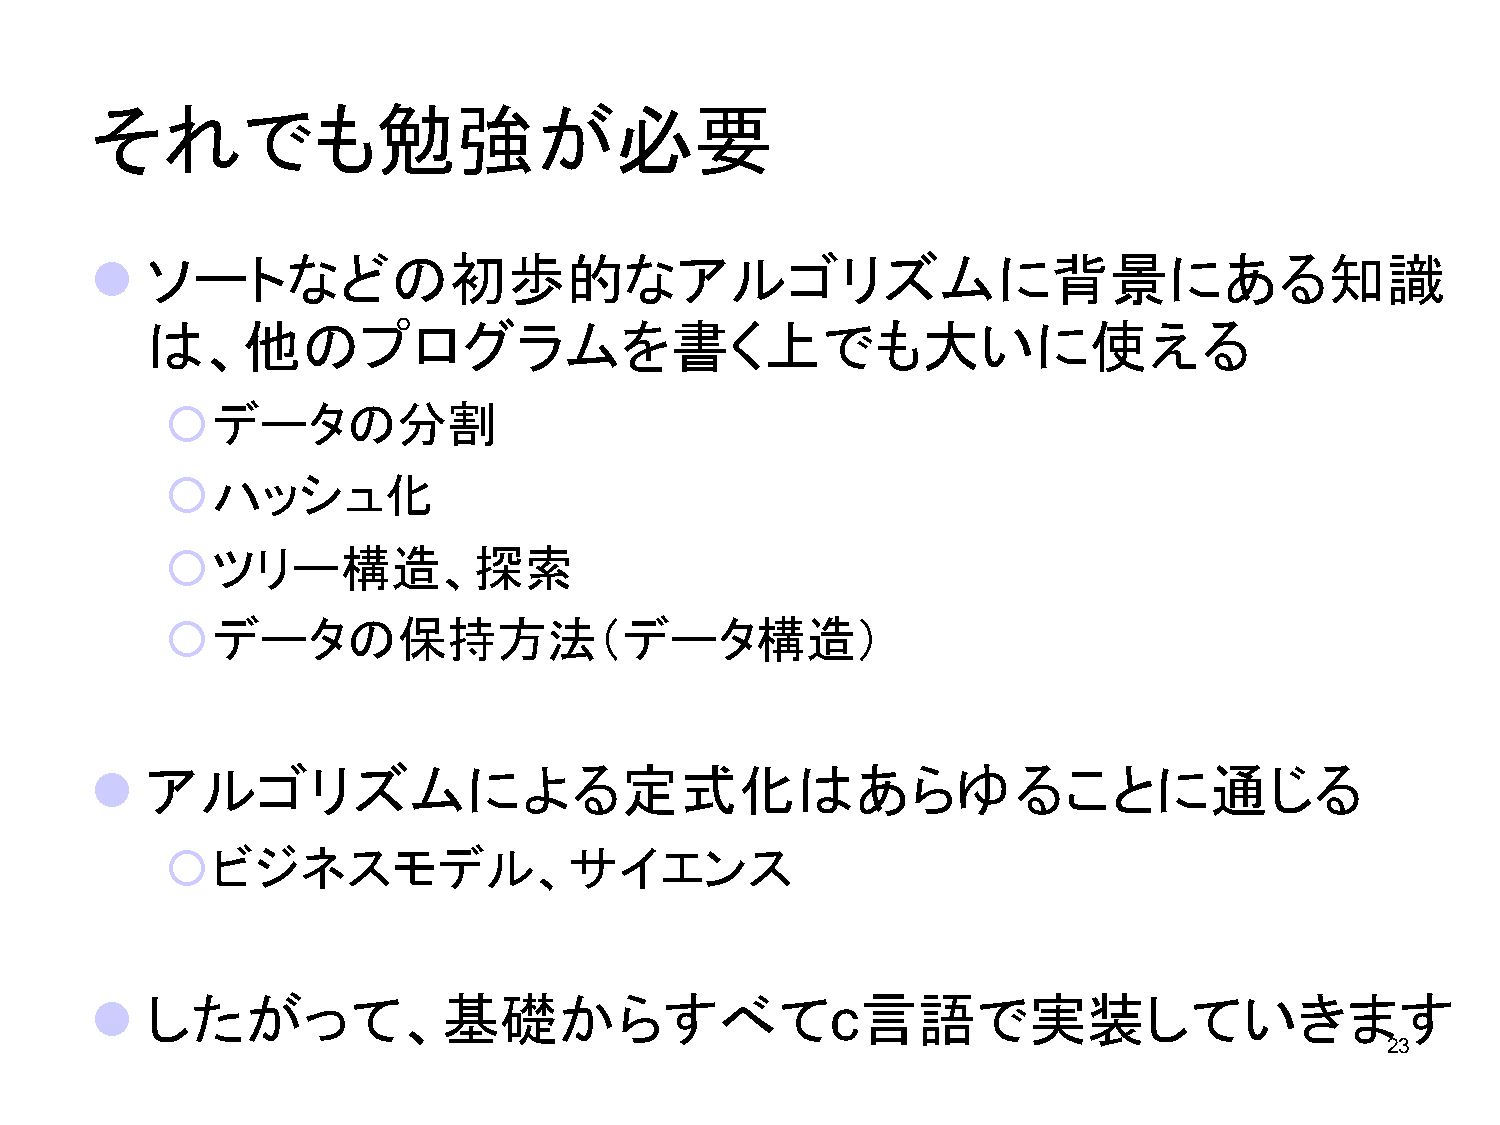 それでも勉強が必要
● ソートなどの初歩的なアルゴリズムに背景にある知識
は、他のプログラムを書く上でも大いに使える
○データの分割
○ハッシュ化
○ツリー構造、探索
○データの保持方法（データ構造）
● アルゴリズムによる定式化はあらゆることに通じる
○ビジネスモデル、サイエンス
● したがって、基礎からすべてc言語で実装していきます
23